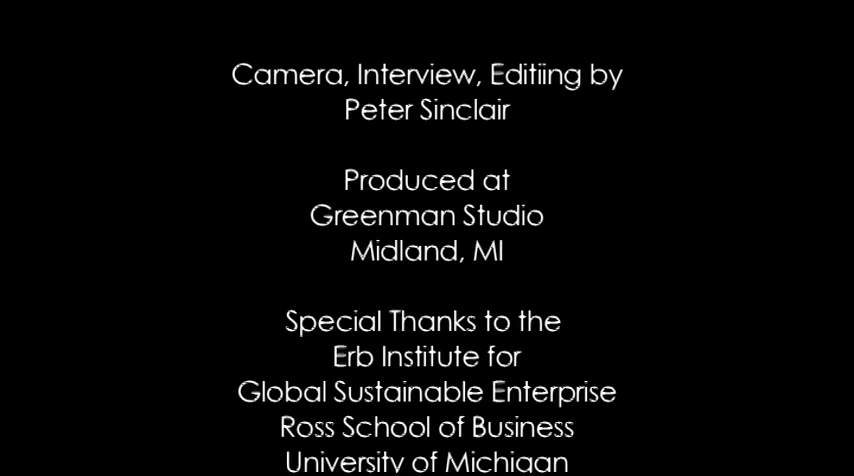 Camera, Interview, Editiing by
Peter Sinclair
Produced at
Greenman Studio
Midland, MI
Special Thanks to the
Erb Institute for
Global Sustainable Enterprise
Ross School of Business
University of Michigan